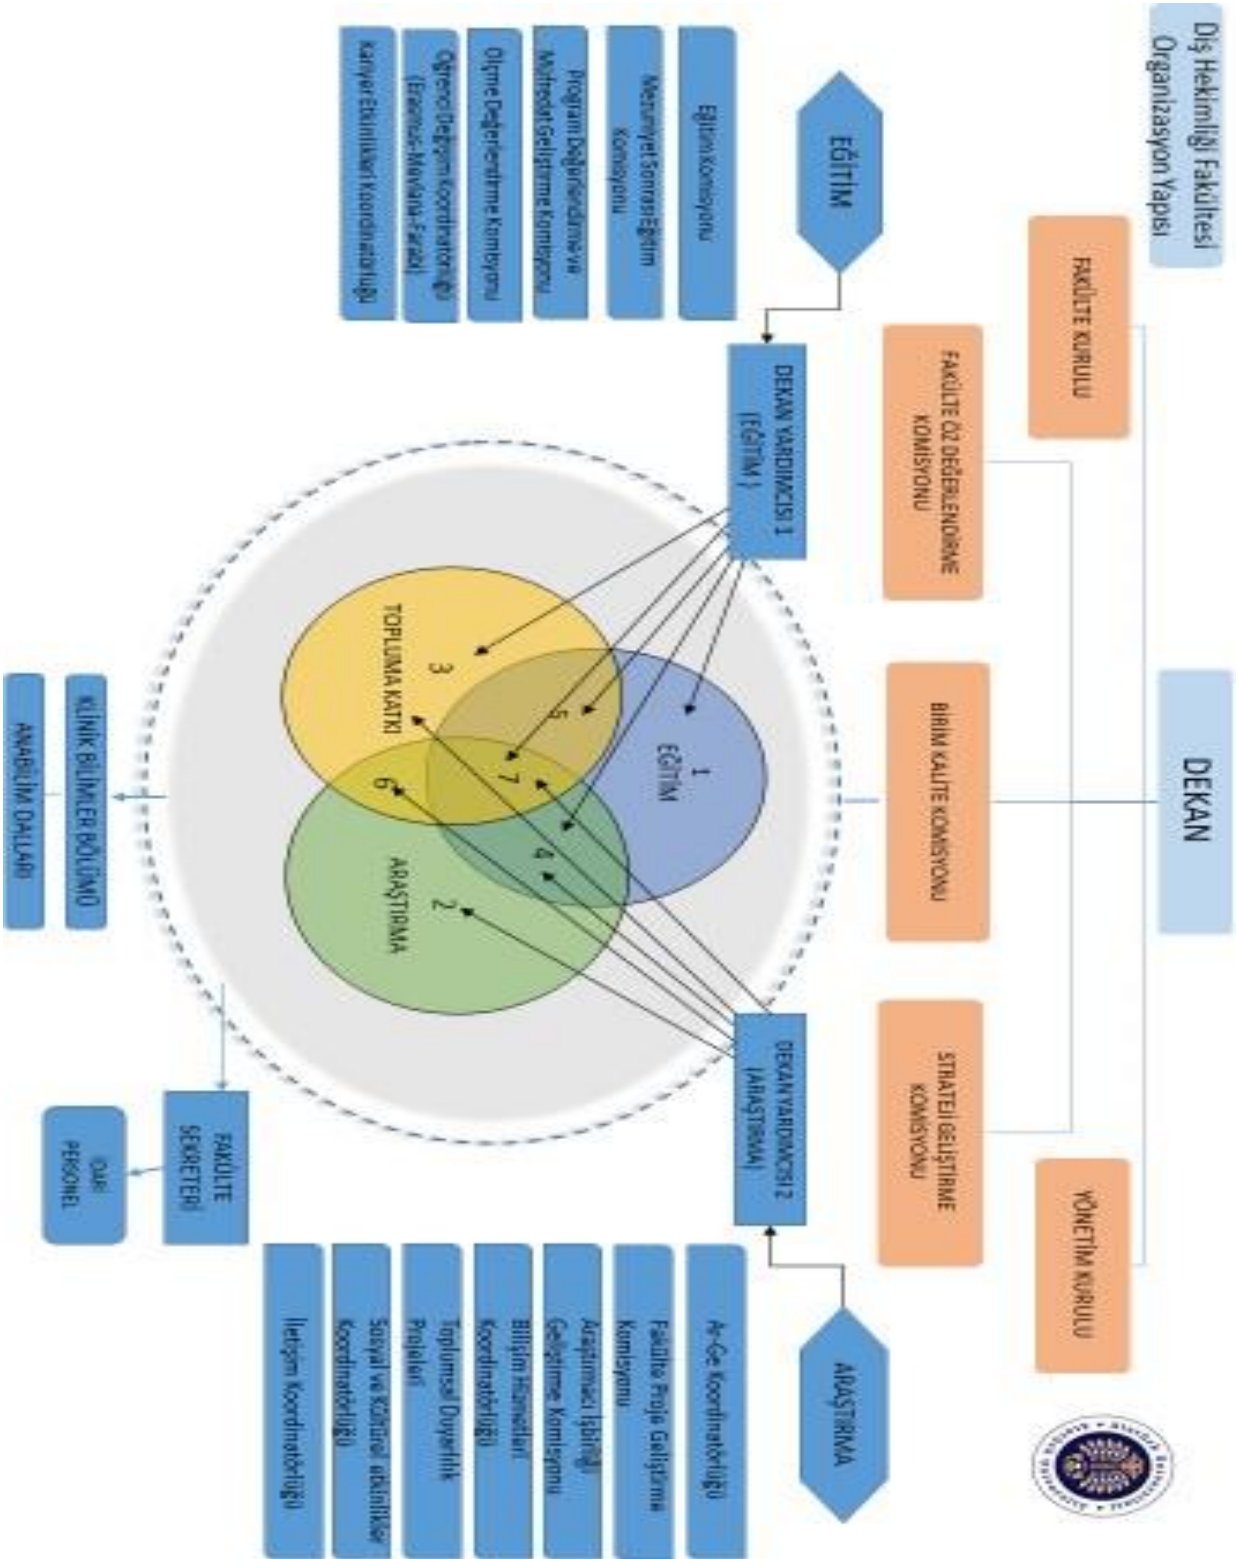 Diş Hekimliği Fakültesi
Organizasyon Yapısı
DEKAN
FAKÜLTE KURULU
YÖNETİM KURULU
FAKÜLTE ÖZ DEĞERLENDİRME
KOMİSYONU
BİRİM KALİTE KOMİSYONU
STRATEJİ GELİŞTİRME
KOMİSYONU
EĞİTİM
ARAŞTIRMA
DEKAN YARDIMCISI 1
(EĞİTİM )
DEKAN YARDIMCISI 2
(ARAŞTIRMA)
Eğitim Komisyonu
Mezuniyet Sonrası Eğitim
Komisyonu
Program Değerlendirme ve
Müfredat Geliştirme Komisyonu
Ölçme Değerlendirme Komisyonu
Öğrenci Değişim Koordinatörlüğü
(Erasmus-Mevlana-Farabi)
Kariyer Etkinlikleri Koordinatörlüğü
1
EĞİTİM
5
7
4
3
TOPLUMA KATKI
6
2
ARAŞTIRMA
Ar-Ge Koordinatörlüğü
Fakülte Proje Geliştirme
Komisyonu
Araştırmacı İşbirliği
Geliştirme Komisyonu
Bilişim Hizmetleri
Koordinatörlüğü
Toplumsal Duyarlılık
Projeleri
Sosyal ve Kültürel etkinlikler
Koordinatörlüğü
İletişim Koordinatörlüğü
KLİNİK BİLİMLER BÖLÜMÜ
ANABİLİM DALLARI
FAKÜLTE
SEKRETERİ
İDARİ
PERSONEL